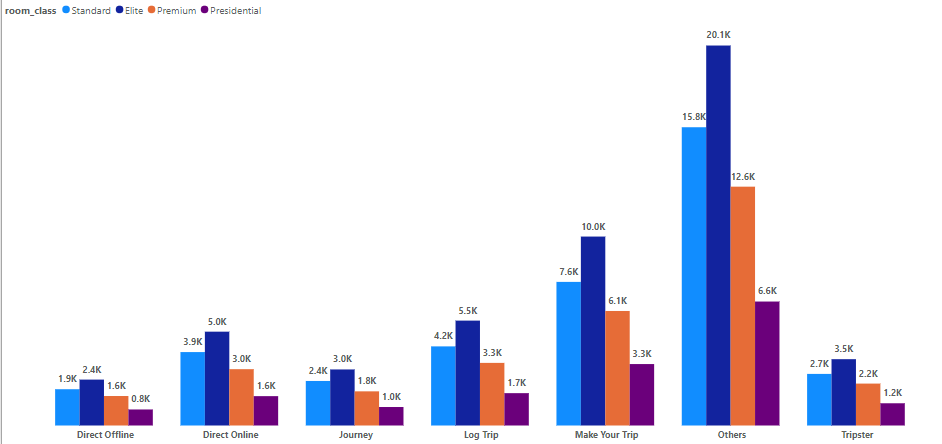 room_class Standard Elite Premium Presidential
1.9K 2.4K 1.6K 0.8K
3.9K 5.0K 3.0K 1.6K
2.4K 3.0K 1.8K 1.0K
4.2K 5.5K 3.3K 1.7K
7.6K 10.0K 6.1K 3.3K
15.8K 20.1K 12.6K 6.6K
2.7K 3.5K 2.2K 1.2K
Direct Offline Direct Online Journey Log Trip Make Your Trip Others Tripster